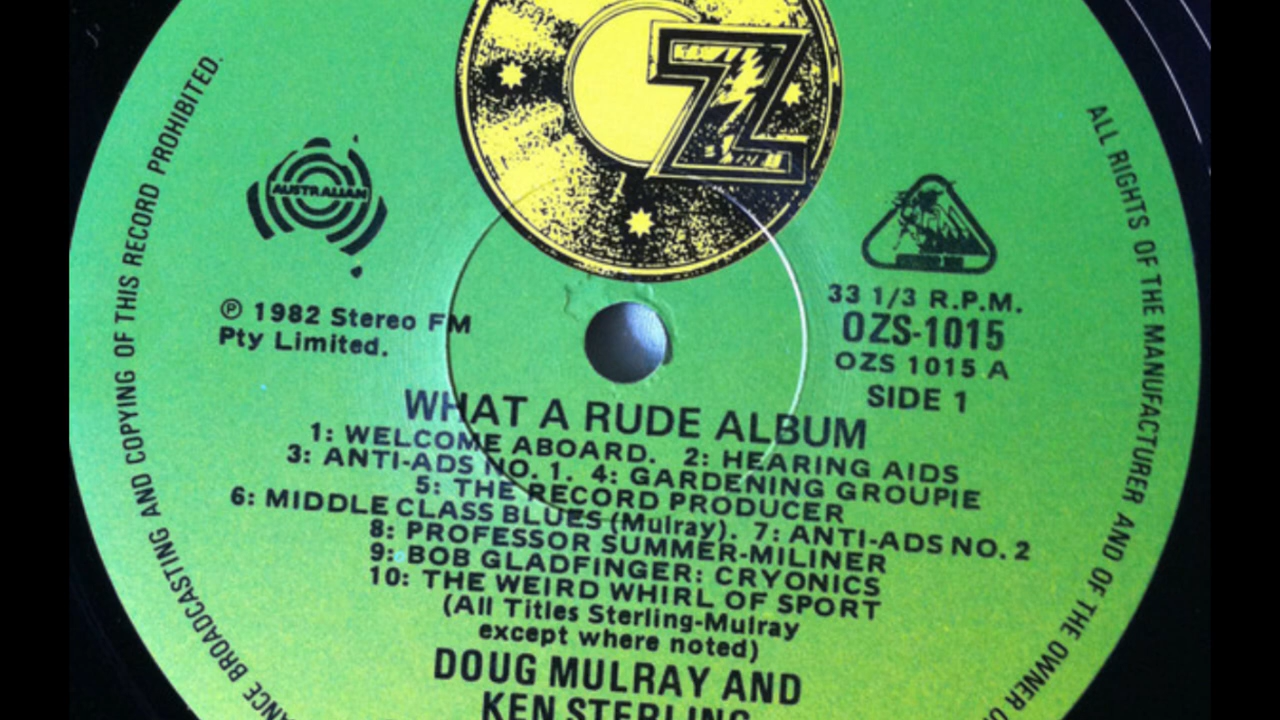 AUSTRALIAN
℗ 1982 Stereo FM
Pty Limited.
33 1/3 R.P.M.
OZS-1015
OZS 1015 A
SIDE 1
WHAT A RUDE ALBUM
1: WELCOME ABOARD. 2: HEARING AIDS
3: ANTI-ADS NO. 1. 4: GARDENING GROUPIE
5: THE RECORD PRODUCER
6: MIDDLE CLASS BLUES (Mulray). 7: ANTI-ADS NO. 2
8: PROFESSOR SUMMER-MILINER
9: BOB GLADFINGER: CRYONICS
10: THE WEIRD WHIRL OF SPORT
(All Titles Sterling-Mulray
except where noted)
DOUG MULRAY AND
KEN STERLING
ALL RIGHTS OF THE MANUFACTURER AND OF THE OWNER
BROADCASTING AND COPYING OF THIS RECORD PROHIBITED.